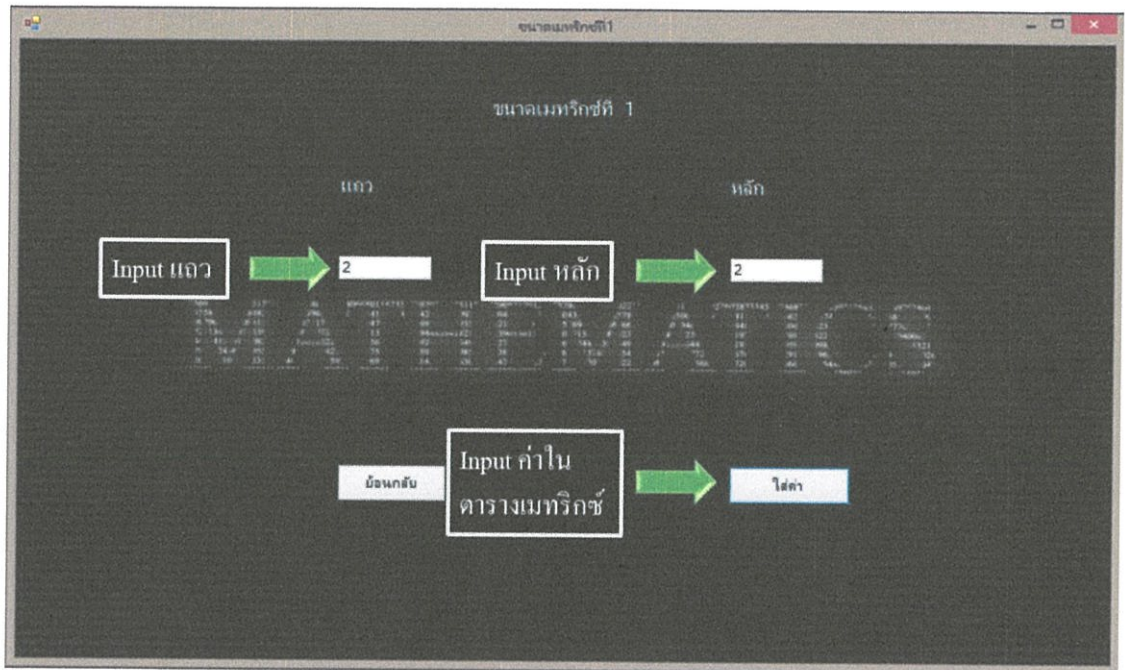 ขนาดเมทริกซ์ที่1
ขนาดเมทริกซ์ที่ 1
แถว
หลัก
Input แถว
2
Input หลัก
2
MATHEMATICS
ย้อนกลับ
Input ค่าใน
ตารางเมทริกซ์
ใส่ค่า